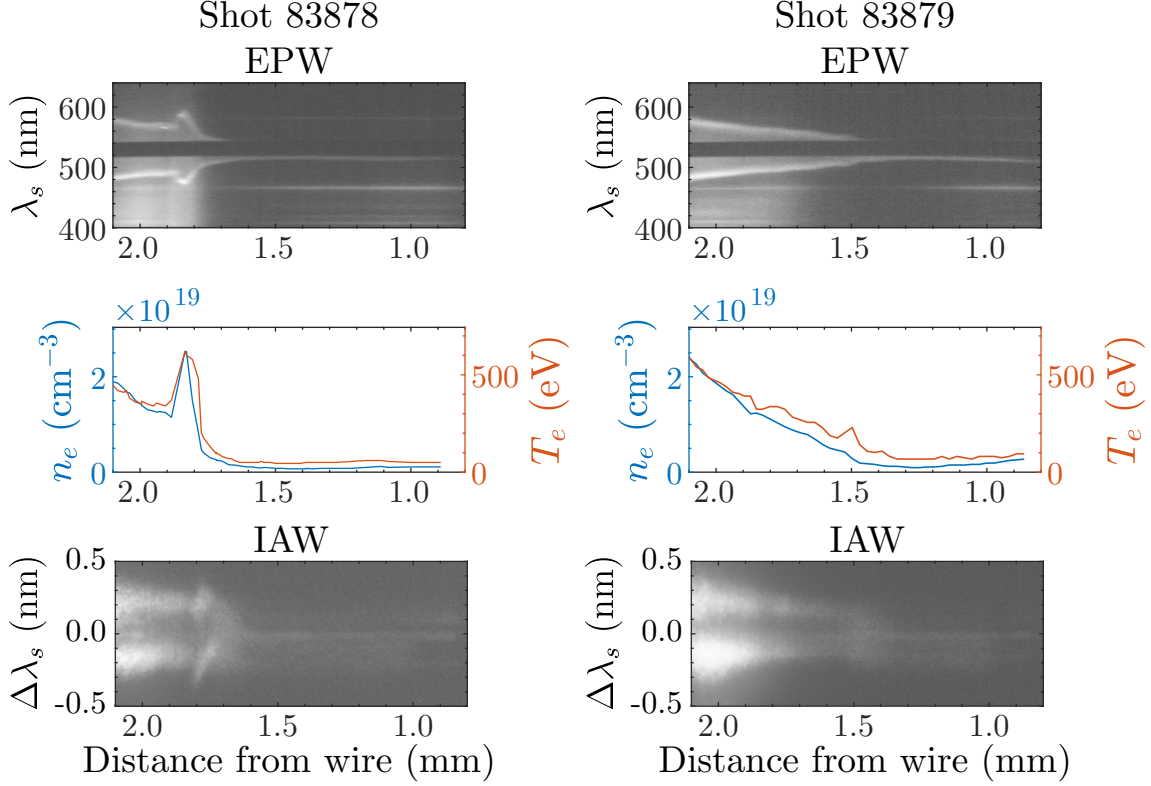 Shot 83878
Shot 83879
EPW
EPW
λs (nm)
600
500
400
2.0 1.5 1.0
λs (nm)
600
500
400
2.0 1.5 1.0
×10^19
ne (cm^−3)
2
0
500
0
Te (eV)
2.0 1.5 1.0
×10^19
ne (cm^−3)
2
0
500
0
Te (eV)
2.0 1.5 1.0
IAW
IAW
Δλs (nm)
0.5
0.0
-0.5
2.0 1.5 1.0
Distance from wire (mm)
Δλs (nm)
0.5
0.0
-0.5
2.0 1.5 1.0
Distance from wire (mm)